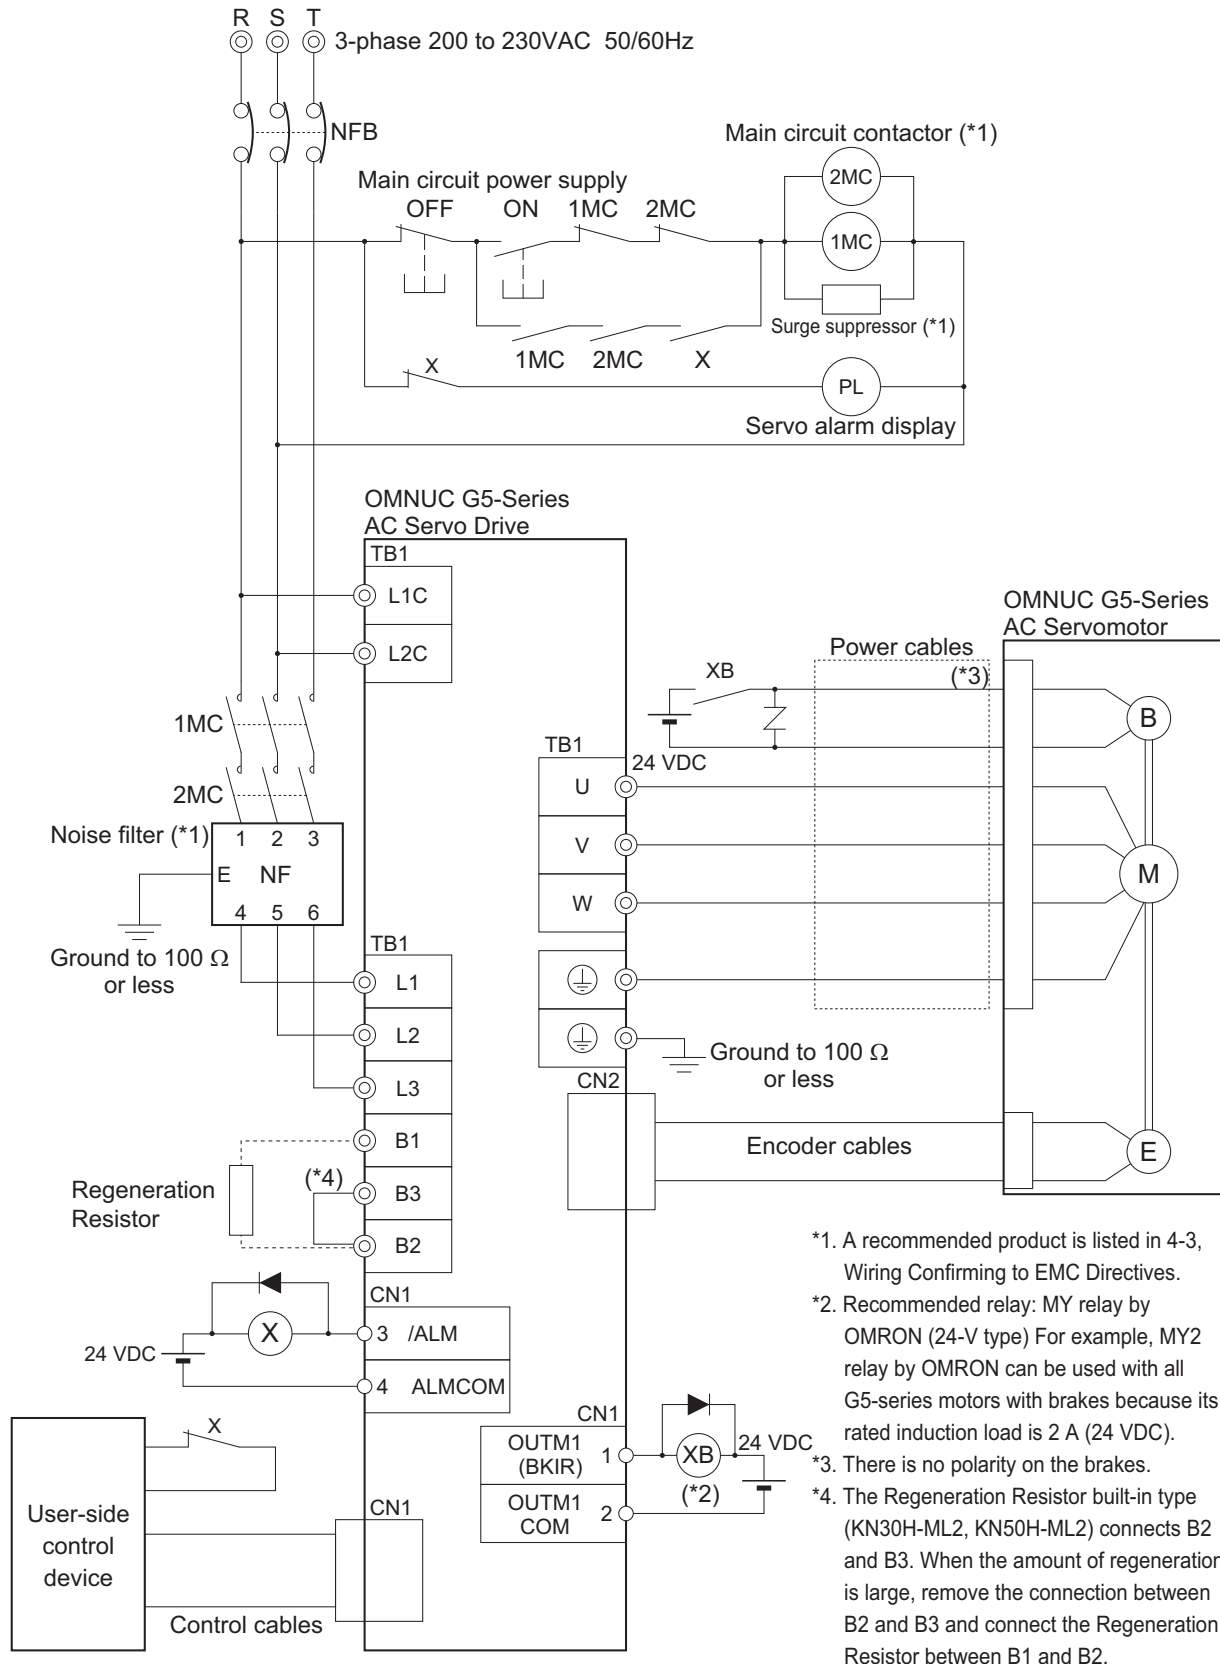 R S T
3-phase 200 to 230VAC 50/60Hz
NFB
Main circuit contactor (*1)
Main circuit power supply
OFF ON 1MC 2MC
2MC
1MC
Surge suppressor (*1)
1MC 2MC X
X
PL
Servo alarm display
OMNUC G5-Series
AC Servo Drive
TB1
L1C
L2C
OMNUC G5-Series
AC Servomotor
Power cables
(*3)
XB
B
24 VDC
1MC
2MC
Noise filter (*1)
1 2 3
E NF
4 5 6
Ground to 100 Ω
or less
TB1
U
V
W
M
TB1
L1
L2
L3
B1
B3
B2
(*4)
Regeneration
Resistor
Ground to 100 Ω
or less
CN2
Encoder cables
E
CN1
3 /ALM
4 ALMCOM
X
24 VDC
X
User-side
control
device
CN1
Control cables
CN1
OUTM1
(BKIR)
1
OUTM1
COM
2
XB
(*2)
24 VDC
*1. A recommended product is listed in 4-3,
Wiring Confirming to EMC Directives.
*2. Recommended relay: MY relay by
OMRON (24-V type) For example, MY2
relay by OMRON can be used with all
G5-series motors with brakes because its
rated induction load is 2 A (24 VDC).
*3. There is no polarity on the brakes.
*4. The Regeneration Resistor built-in type
(KN30H-ML2, KN50H-ML2) connects B2
and B3. When the amount of regeneration
is large, remove the connection between
B2 and B3 and connect the Regeneration
Resistor between B1 and B2.